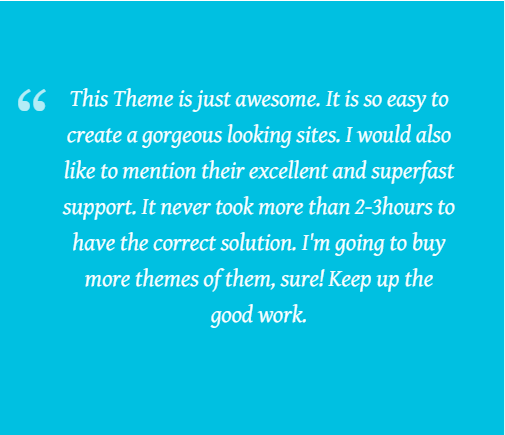 “ This Theme is just awesome. It is so easy to
create a gorgeous looking sites. I would also
like to mention their excellent and superfast
support. It never took more than 2-3hours to
have the correct solution. I'm going to buy
more themes of them, sure! Keep up the
good work.